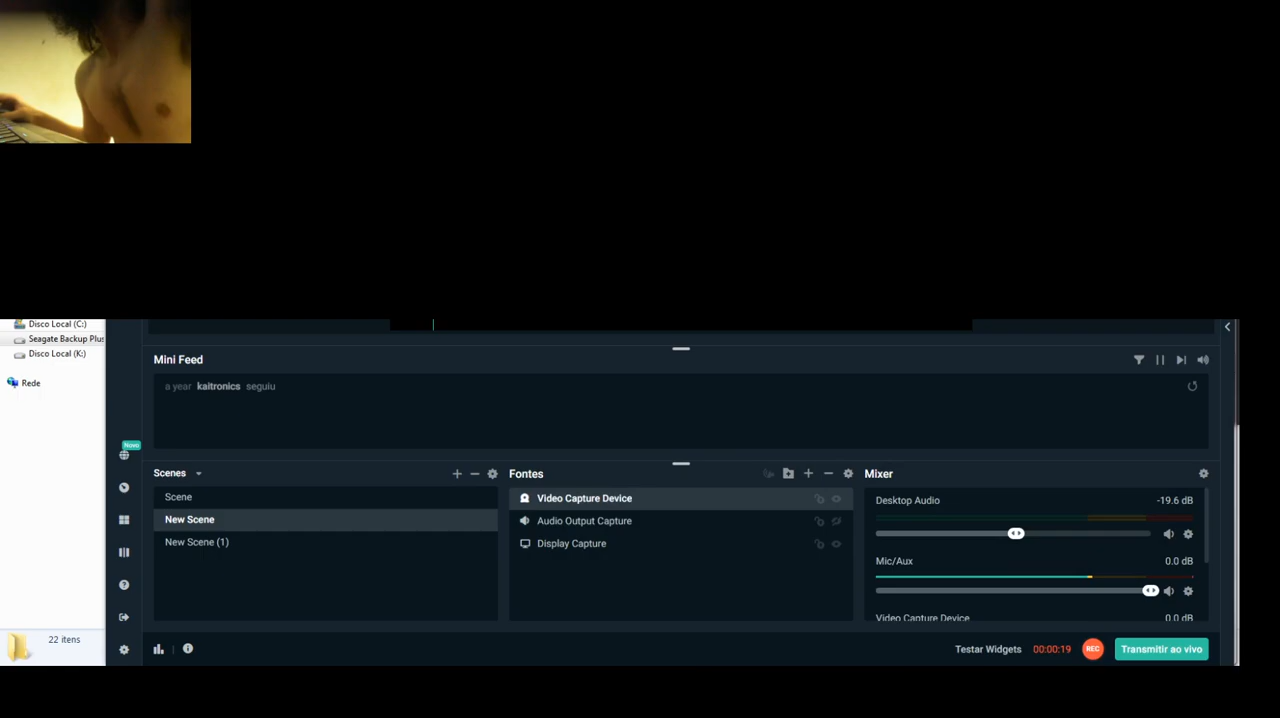 Disco Local (C:)
Seagate Backup Plus
Disco Local (K:)
Rede
22 itens
Novo
Mini Feed
a year kaitronics seguiu
Scenes
Scene
New Scene
New Scene (1)
Fontes
Video Capture Device
Audio Output Capture
Display Capture
Mixer
Desktop Audio -19.6 dB
Mic/Aux 0.0 dB
Video Capture Device 0.0 dB
Testar Widgets 00:00:19 REC Transmitir ao vivo